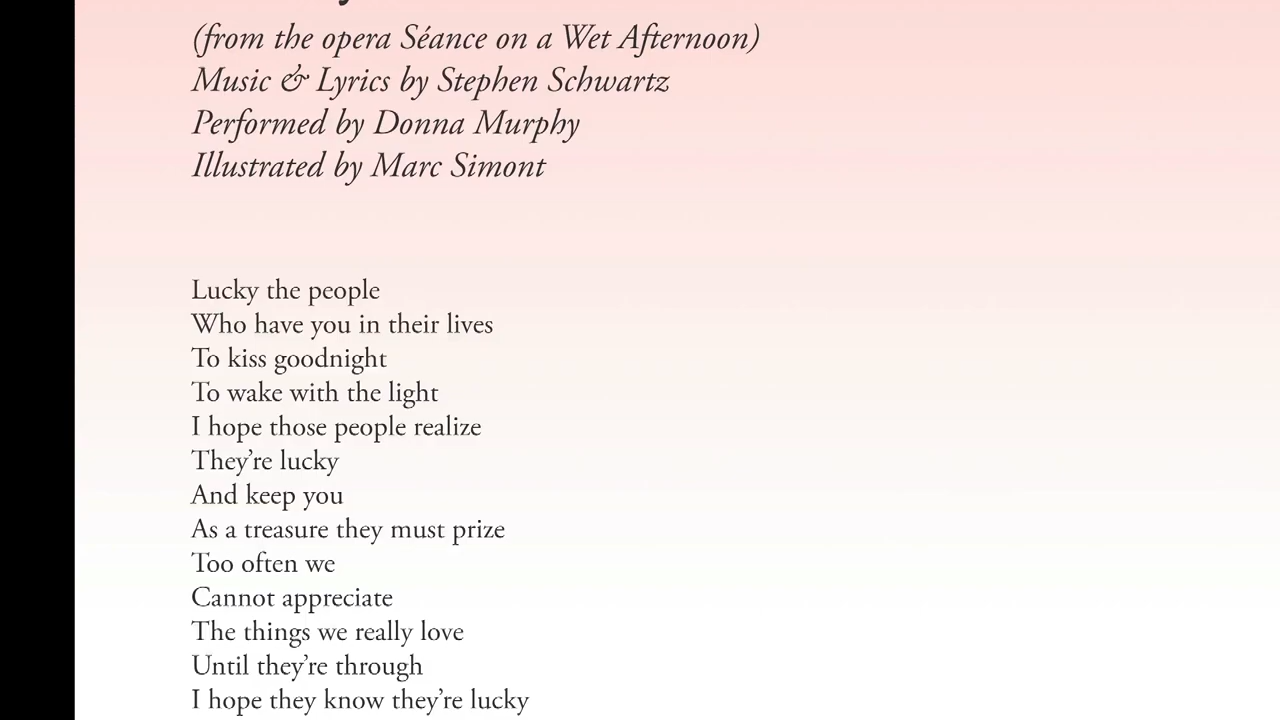 (from the opera Séance on a Wet Afternoon)
Music & Lyrics by Stephen Schwartz
Performed by Donna Murphy
Illustrated by Marc Simont
Lucky the people
Who have you in their lives
To kiss goodnight
To wake with the light
I hope those people realize
They’re lucky
And keep you
As a treasure they must prize
Too often we
Cannot appreciate
The things we really love
Until they’re through
I hope they know they’re lucky